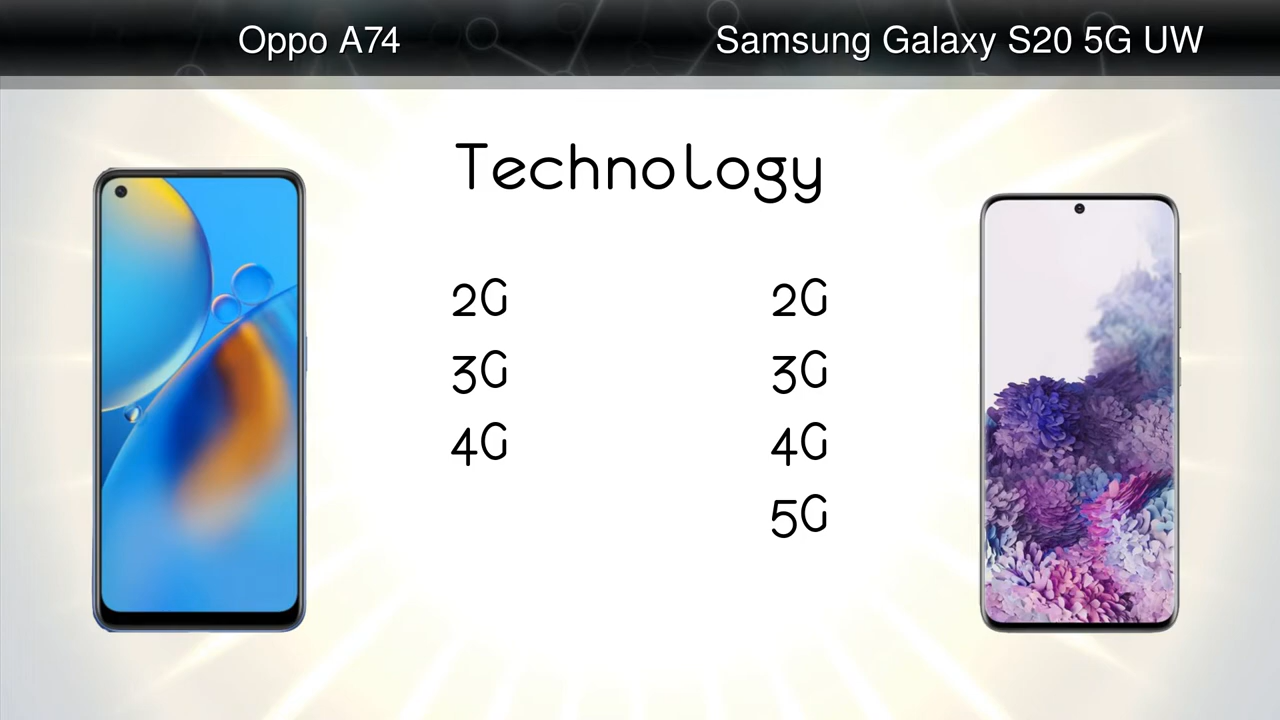 Oppo A74 Samsung Galaxy S20 5G UW
Technology
2G 2G
3G 3G
4G 4G
5G